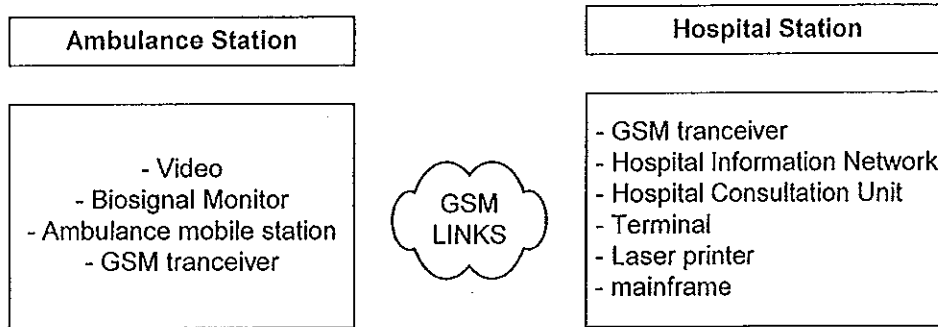 Ambulance Station
Hospital Station
- Video
- Biosignal Monitor
- Ambulance mobile station
- GSM tranceiver
GSM
LINKS
- GSM tranceiver
- Hospital Information Network
- Hospital Consultation Unit
- Terminal
- Laser printer
- mainframe